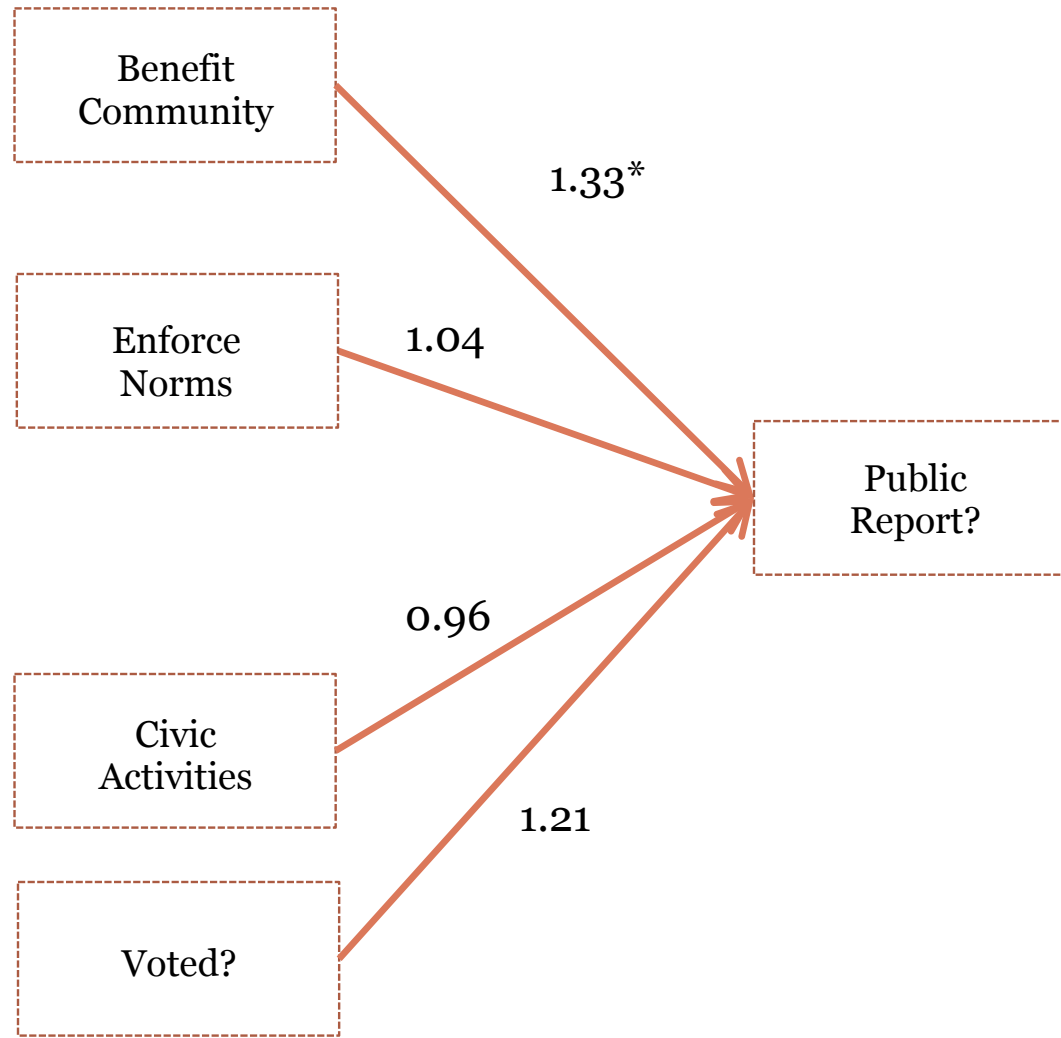 Benefit
Community
1.33*
Enforce
Norms
1.04
Public
Report?
0.96
Civic
Activities
1.21
Voted?